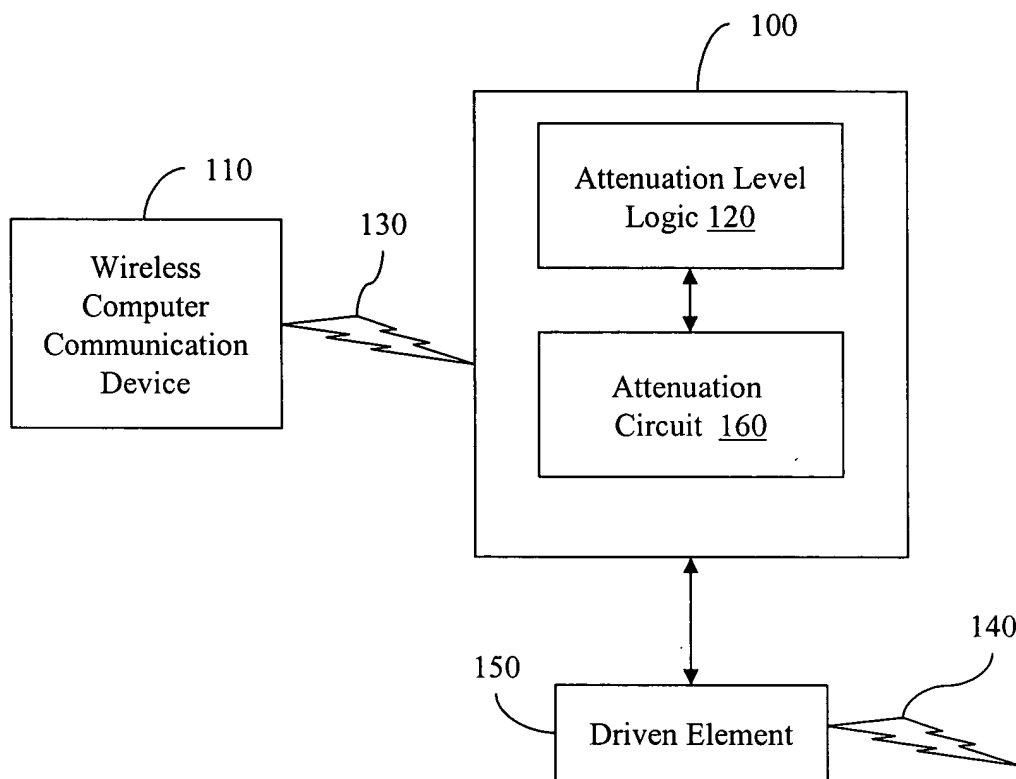 100
Attenuation Level
Logic 120
110
130
Wireless
Computer
Communication
Device
Attenuation
Circuit 160
140
150
Driven Element